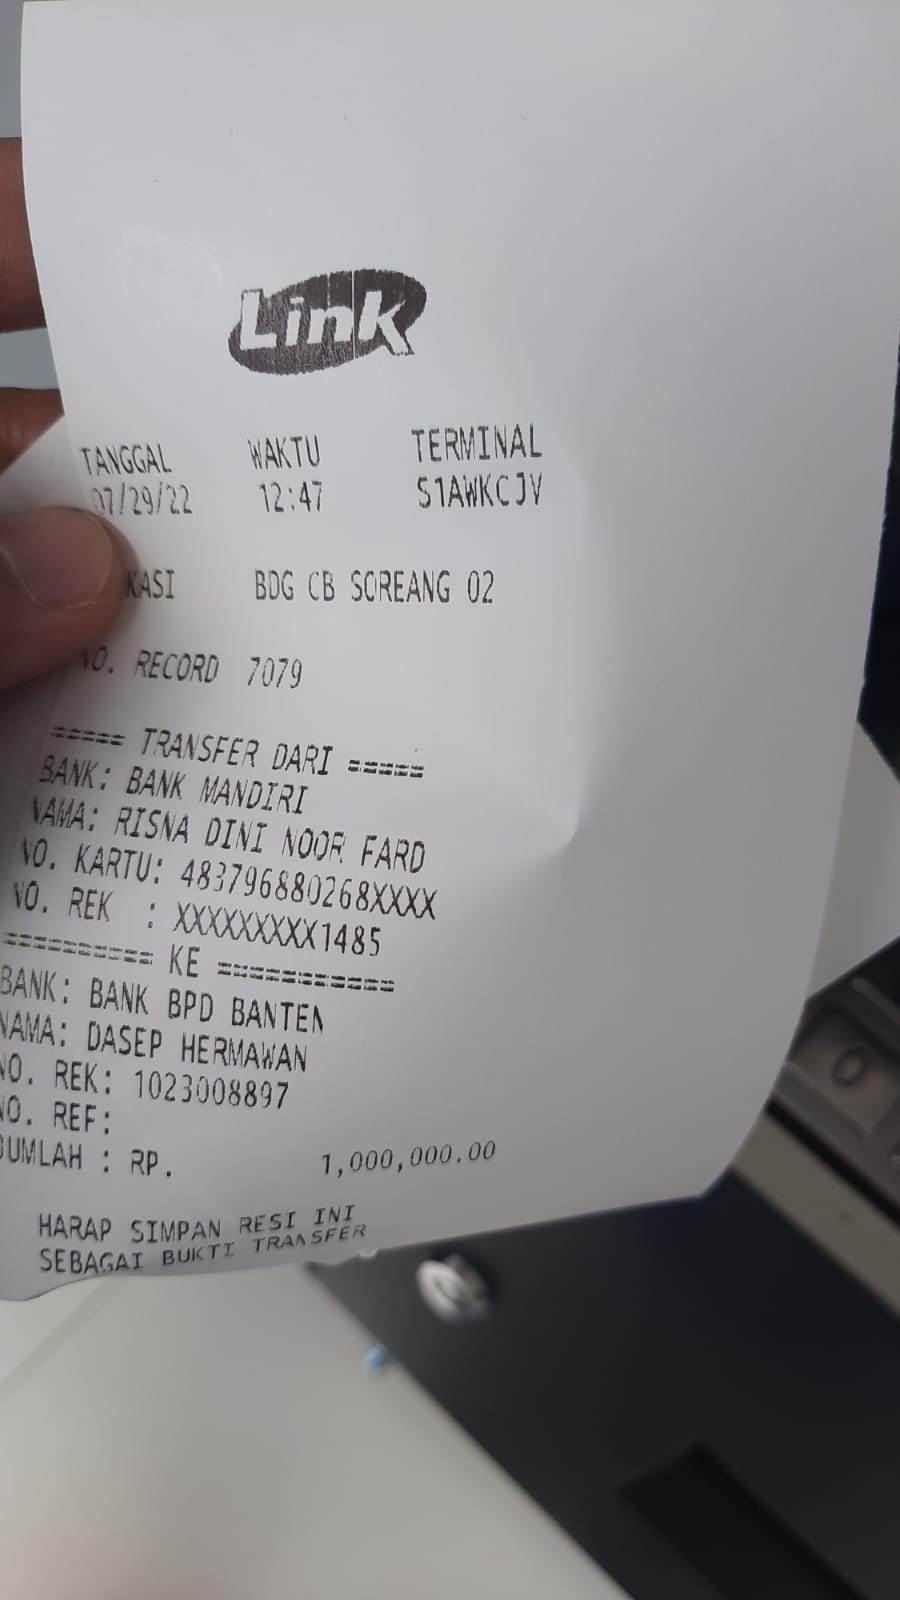 Link
TANGGAL WAKTU TERMINAL
07/29/22 12:47 S1AWKCJV
KASI BDG CB SOREANG 02
NO. RECORD 7079
===== TRANSFER DARI =====
BANK: BANK MANDIRI
NAMA: RISNA DINI NOOR FARD
NO. KARTU: 483796880268XXXX
NO. REK : XXXXXXXXX1485
========== KE ============
BANK: BANK BPD BANTEN
NAMA: DASEP HERMAWAN
NO. REK: 1023008897
NO. REF:
JUMLAH : RP. 1,000,000.00
HARAP SIMPAN RESI INI
SEBAGAI BUKTI TRANSFER